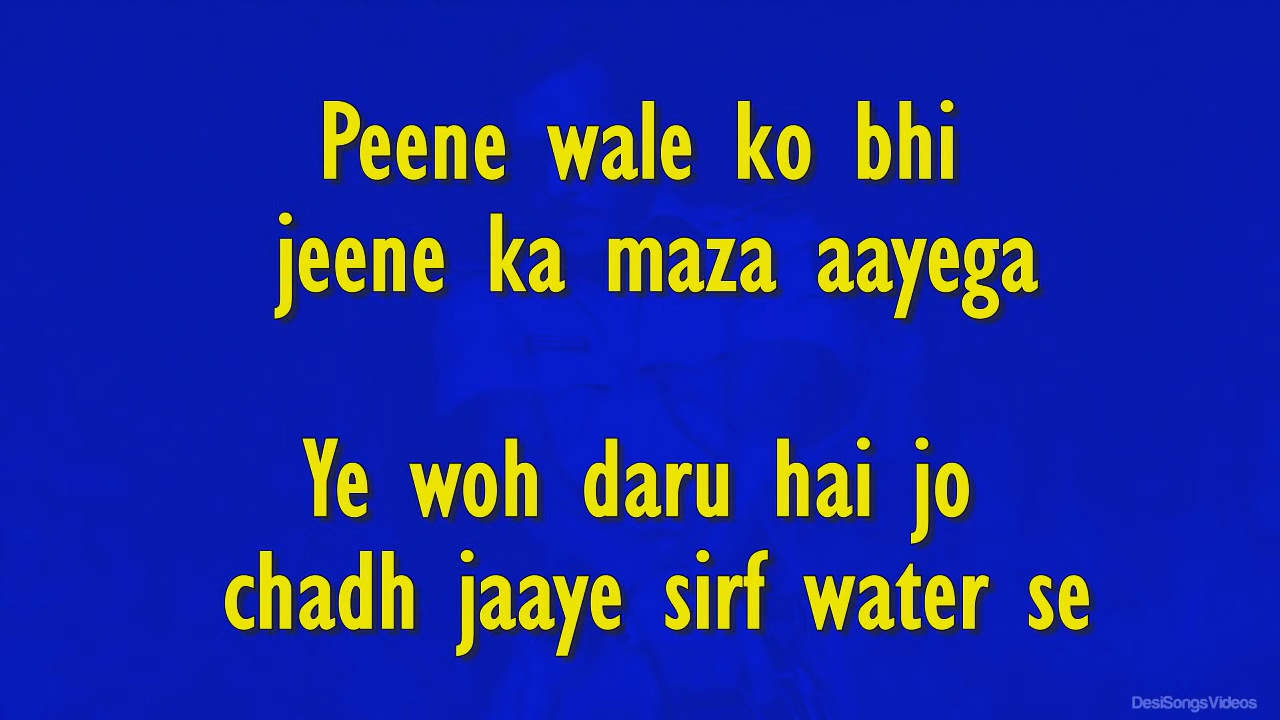 Peene wale ko bhi
jeene ka maza aayega
Ye woh daru hai jo
chadh jaaye sirf water se
DesiSongsVideos